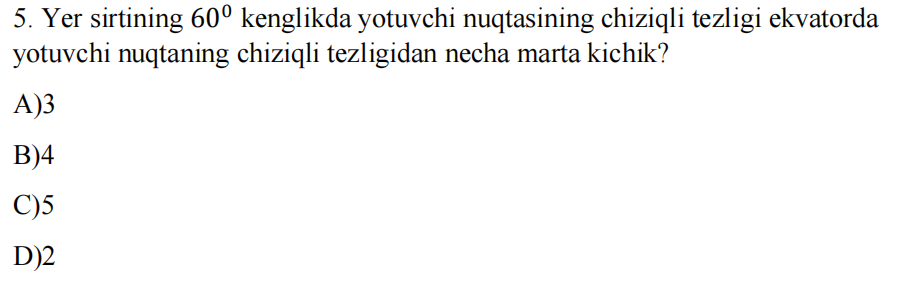 5. Yer sirtining 60⁰ kenglikda yotuvchi nuqtasining chiziqli tezligi ekvatorda
yotuvchi nuqtaning chiziqli tezligidan necha marta kichik?
A)3
B)4
C)5
D)2